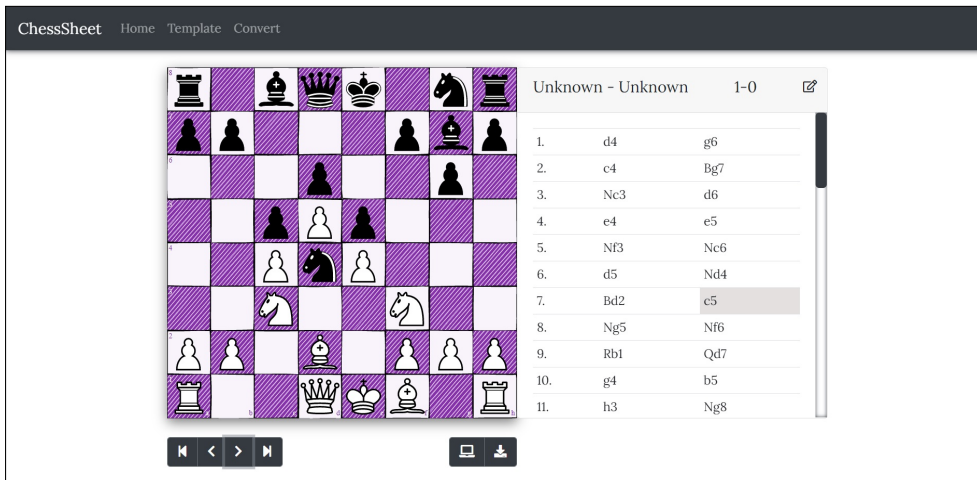 ChessSheet Home Template Convert
Unknown - Unknown 1-0
1. d4 g6
2. c4 Bg7
3. Nc3 d6
4. e4 e5
5. Nf3 Nc6
6. d5 Nd4
7. Bd2 c5
8. Ng5 Nf6
9. Rb1 Qd7
10. g4 b5
11. h3 Ng8